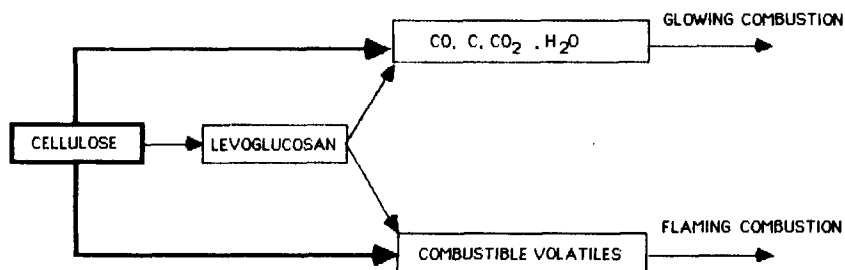 GLOWING COMBUSTION
CO, C, CO₂ . H₂O
CELLULOSE
LEVOGLUCOSAN
FLAMING COMBUSTION
COMBUSTIBLE VOLATILES